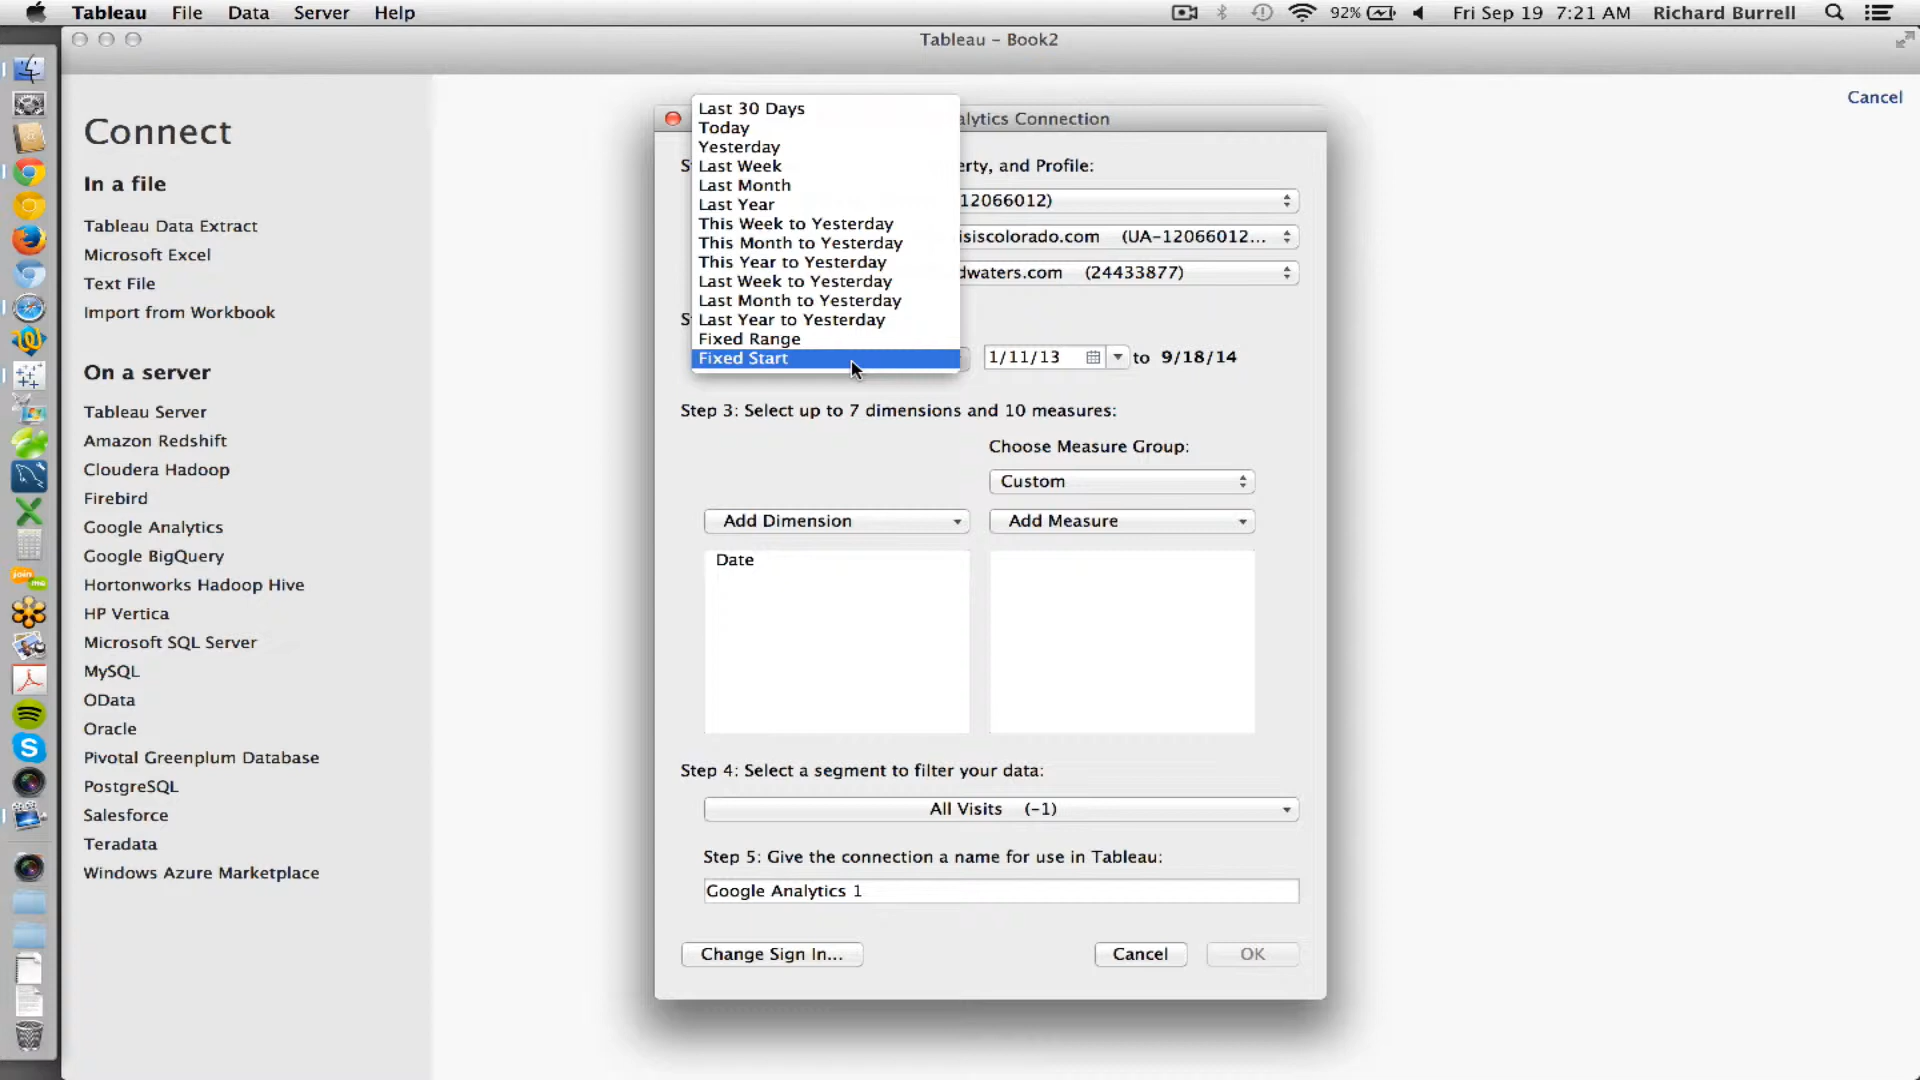 Tableau File Data Server Help 92% Fri Sep 19 7:21 AM Richard Burrell
Tableau - Book2
Cancel
Connect
In a file
Tableau Data Extract
Microsoft Excel
Text File
Import from Workbook
On a server
Tableau Server
Amazon Redshift
Cloudera Hadoop
Firebird
Google Analytics
Google BigQuery
Hortonworks Hadoop Hive
HP Vertica
Microsoft SQL Server
MySQL
OData
Oracle
Pivotal Greenplum Database
PostgreSQL
Salesforce
Teradata
Windows Azure Marketplace
alytics Connection
erty, and Profile:
12066012)
isiscolorado.com (UA-12066012...
dwaters.com (24433877)
Last 30 Days
Today
Yesterday
Last Week
Last Month
Last Year
This Week to Yesterday
This Month to Yesterday
This Year to Yesterday
Last Week to Yesterday
Last Month to Yesterday
Last Year to Yesterday
Fixed Range
Fixed Start
1/11/13 to 9/18/14
Step 3: Select up to 7 dimensions and 10 measures:
Choose Measure Group:
Custom
Add Dimension Add Measure
Date
Step 4: Select a segment to filter your data:
All Visits (-1)
Step 5: Give the connection a name for use in Tableau:
Google Analytics 1
Change Sign In... Cancel OK